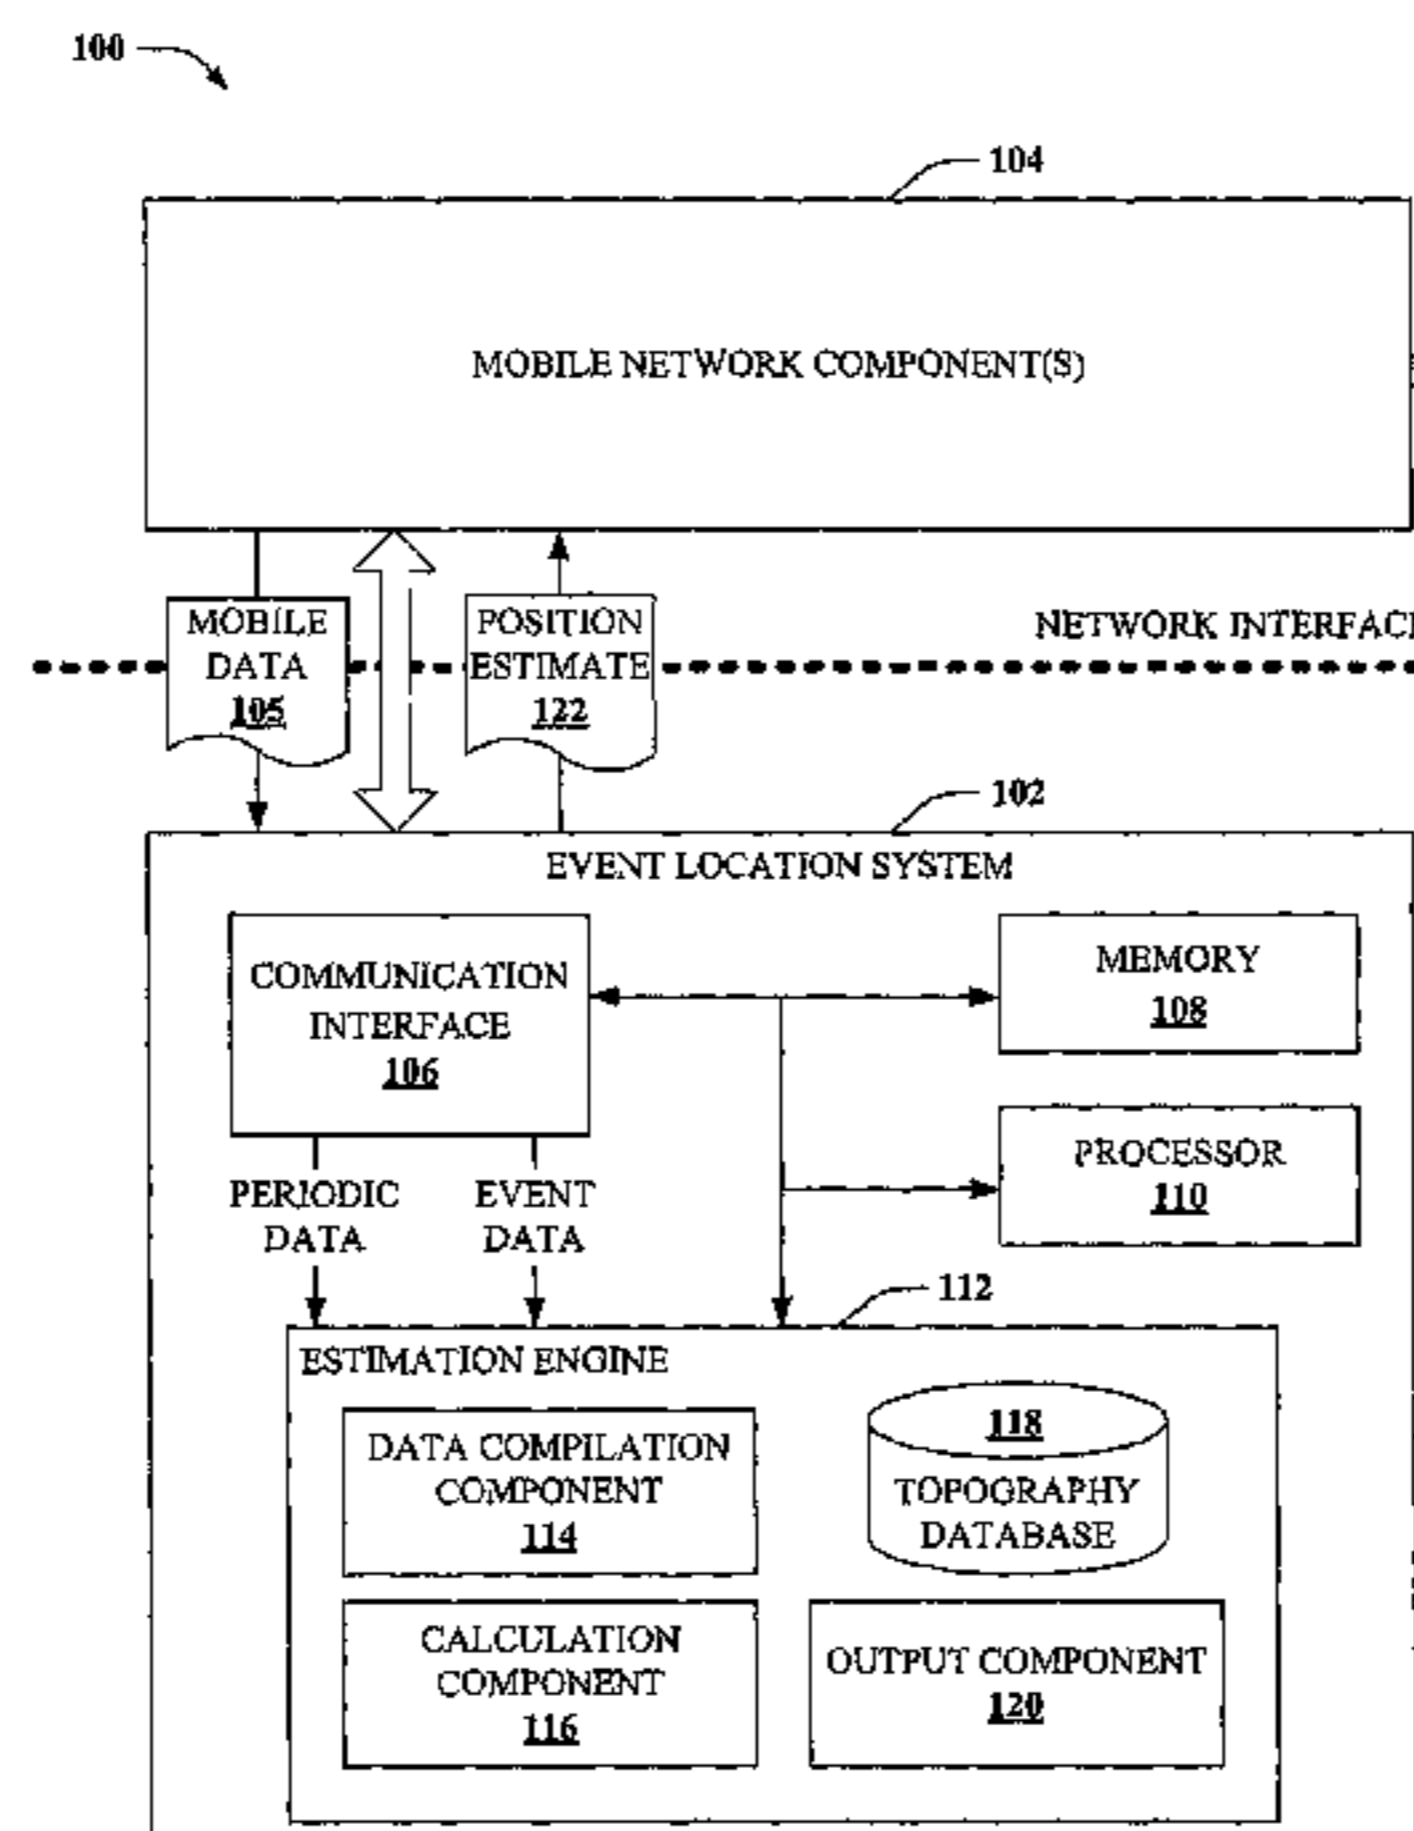 100
104
MOBILE NETWORK COMPONENT(S)
MOBILE
DATA
105
POSITION
ESTIMATE
122
NETWORK INTERFACE
102
EVENT LOCATION SYSTEM
COMMUNICATION
INTERFACE
106
MEMORY
108
PROCESSOR
110
PERIODIC
DATA
EVENT
DATA
112
ESTIMATION ENGINE
DATA COMPILATION
COMPONENT
114
118
TOPOGRAPHY
DATABASE
CALCULATION
COMPONENT
116
OUTPUT COMPONENT
120